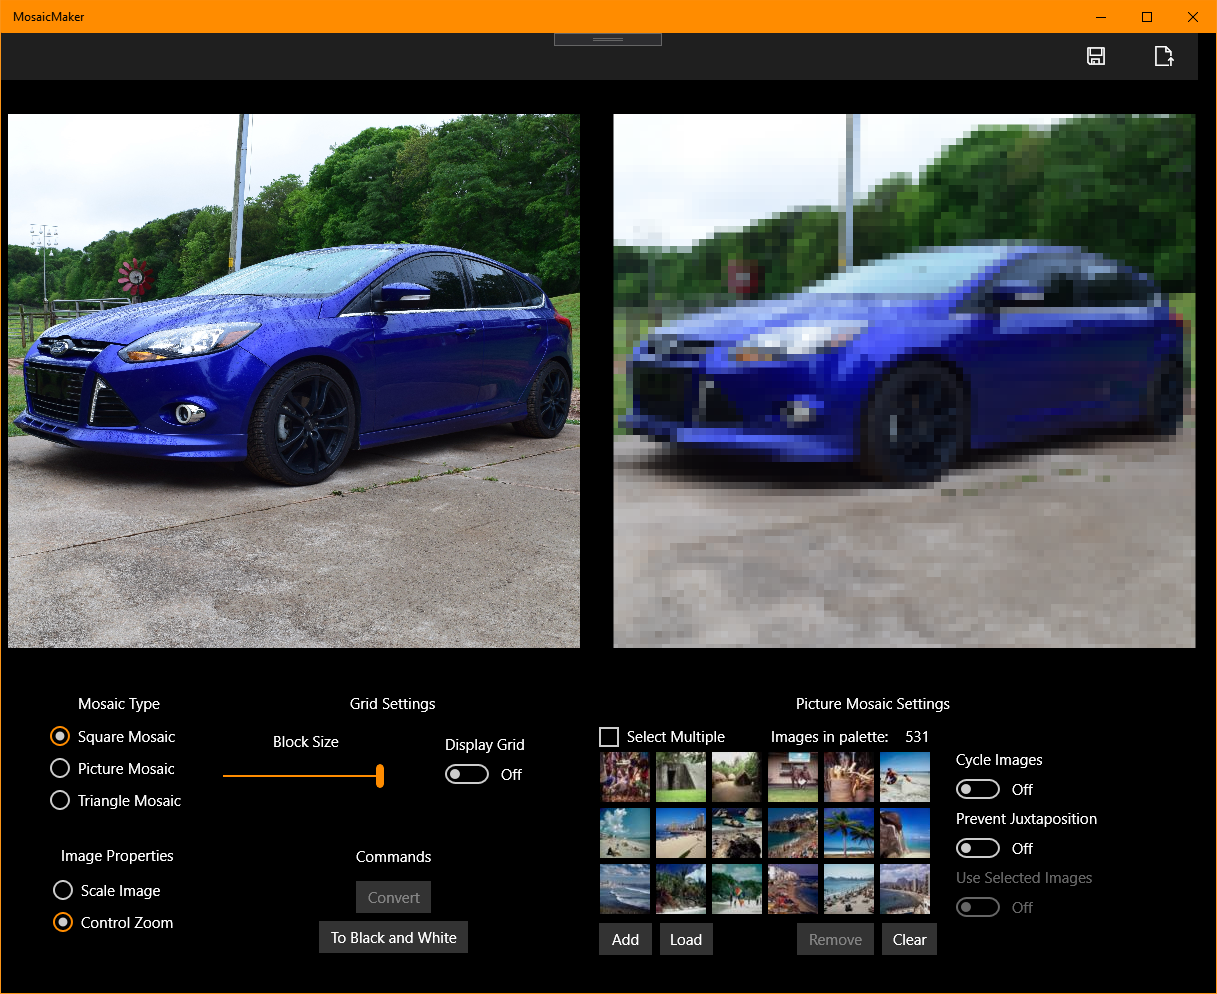 MosaicMaker
Mosaic Type
Square Mosaic
Picture Mosaic
Triangle Mosaic
Image Properties
Scale Image
Control Zoom
Grid Settings
Block Size
Display Grid
Off
Commands
Convert
To Black and White
Picture Mosaic Settings
Select Multiple
Images in palette: 531
Cycle Images
Off
Prevent Juxtaposition
Off
Use Selected Images
Off
Add
Load
Remove
Clear